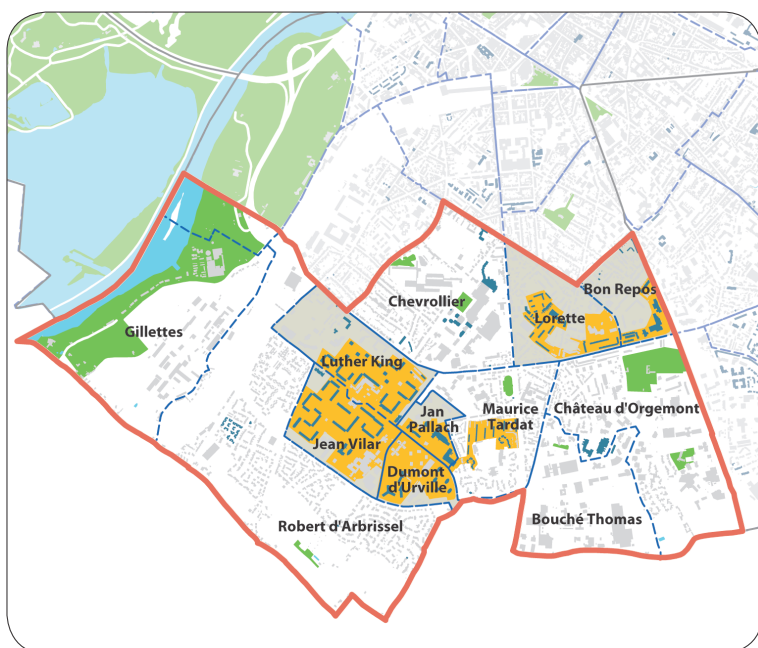 Bon Repos
Chevrollier
Lorette
Gillettes
Luther King
Jan
Pallach
Maurice
Tardat
Château d'Orgemont
Jean Vilar
Dumont
d'Urville
Robert d'Arbrissel
Bouché Thomas